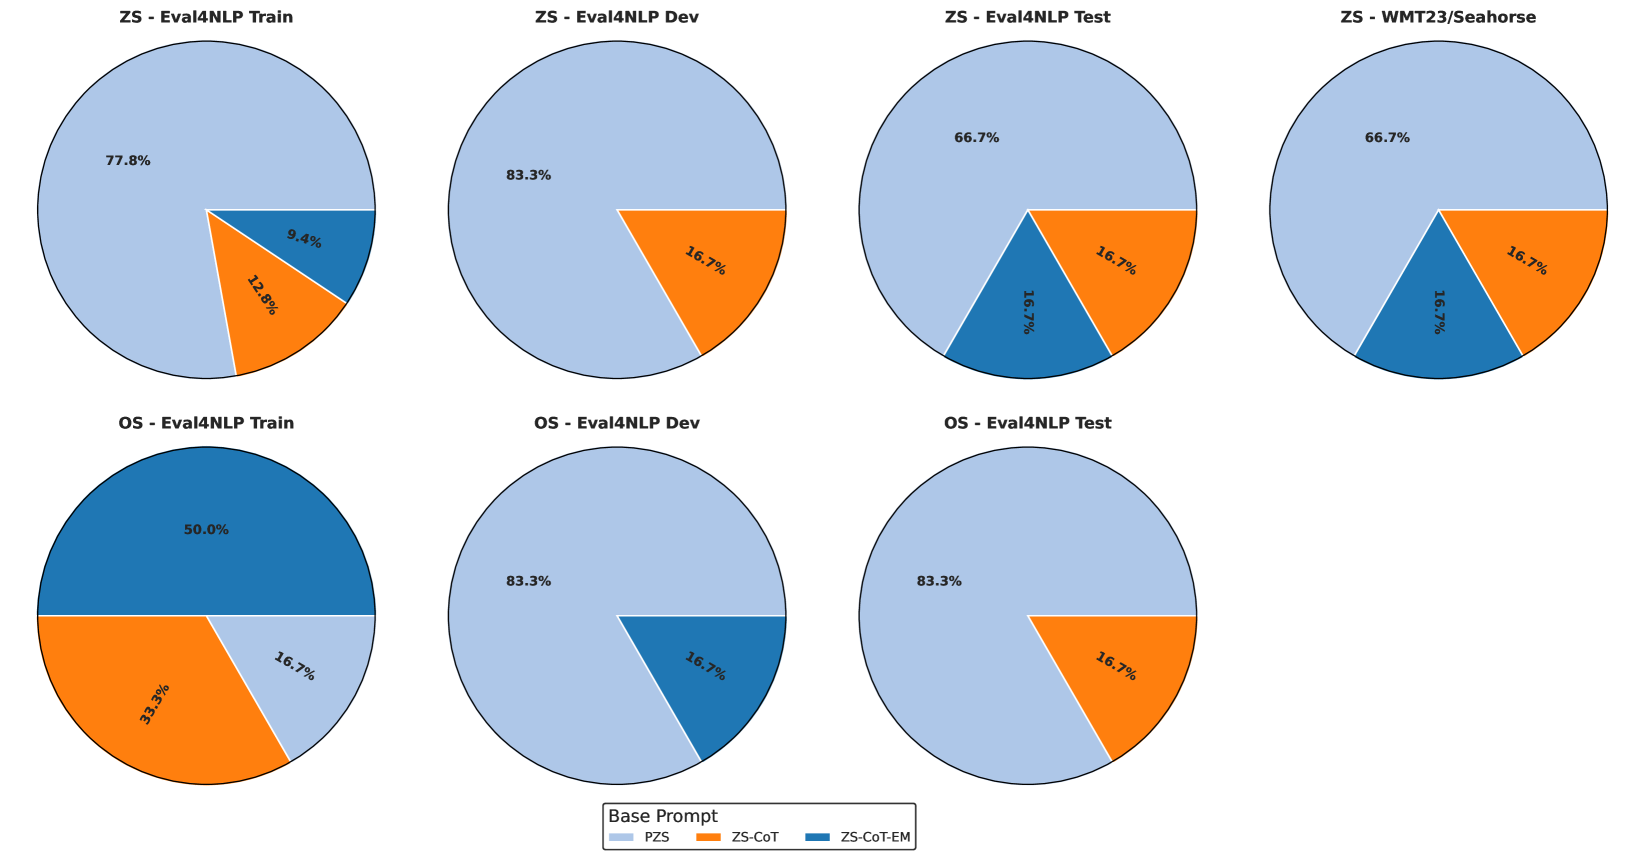 ZS - Eval4NLP Train
ZS - Eval4NLP Dev
ZS - Eval4NLP Test
ZS - WMT23/Seahorse
77.8%
9.4%
12.8%
83.3%
16.7%
66.7%
16.7%
16.7%
66.7%
16.7%
16.7%
OS - Eval4NLP Train
OS - Eval4NLP Dev
OS - Eval4NLP Test
50.0%
33.3%
16.7%
83.3%
16.7%
83.3%
16.7%
Base Prompt
PZS
ZS-CoT
ZS-CoT-EM